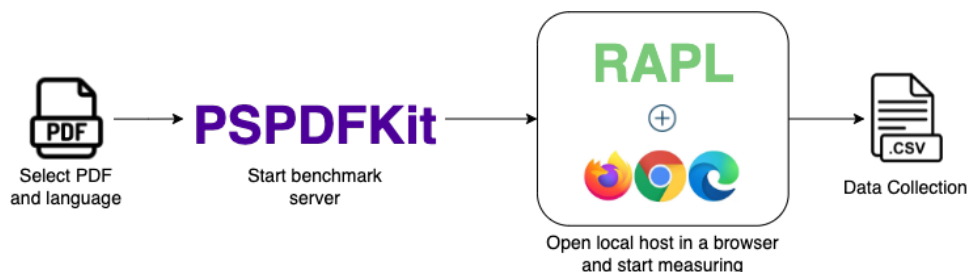 PDF
Select PDF
and language
PSPDFKit
Start benchmark
server
RAPL
Open local host in a browser
and start measuring
.CSV
Data Collection